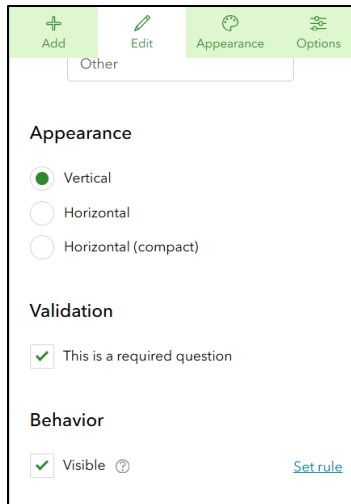 Add Edit Appearance Options
Other
Appearance
Vertical
Horizontal
Horizontal (compact)
Validation
This is a required question
Behavior
Visible ? Set rule